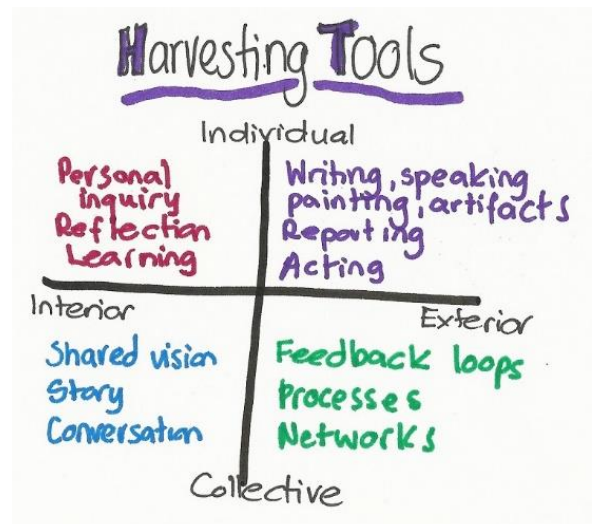 Harvesting Tools
Individual
Personal
inquiry
Reflection
Learning
Writing, speaking
painting, artifacts
Reporting
Acting
Interior
Exterior
Shared vision
Story
Conversation
Feedback loops
Processes
Networks
Collective